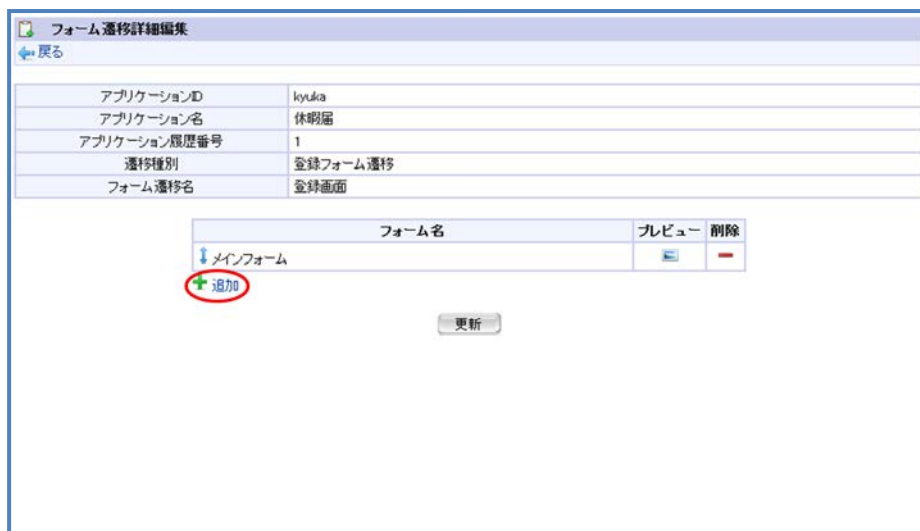 フォーム遷移詳細編集
戻る
アプリケーションID kyuka
アプリケーション名 休暇届
アプリケーション履歴番号 1
遷移種別 登録フォーム遷移
フォーム遷移名 登録画面
フォーム名 プレビュー 削除
メインフォーム
追加
更新